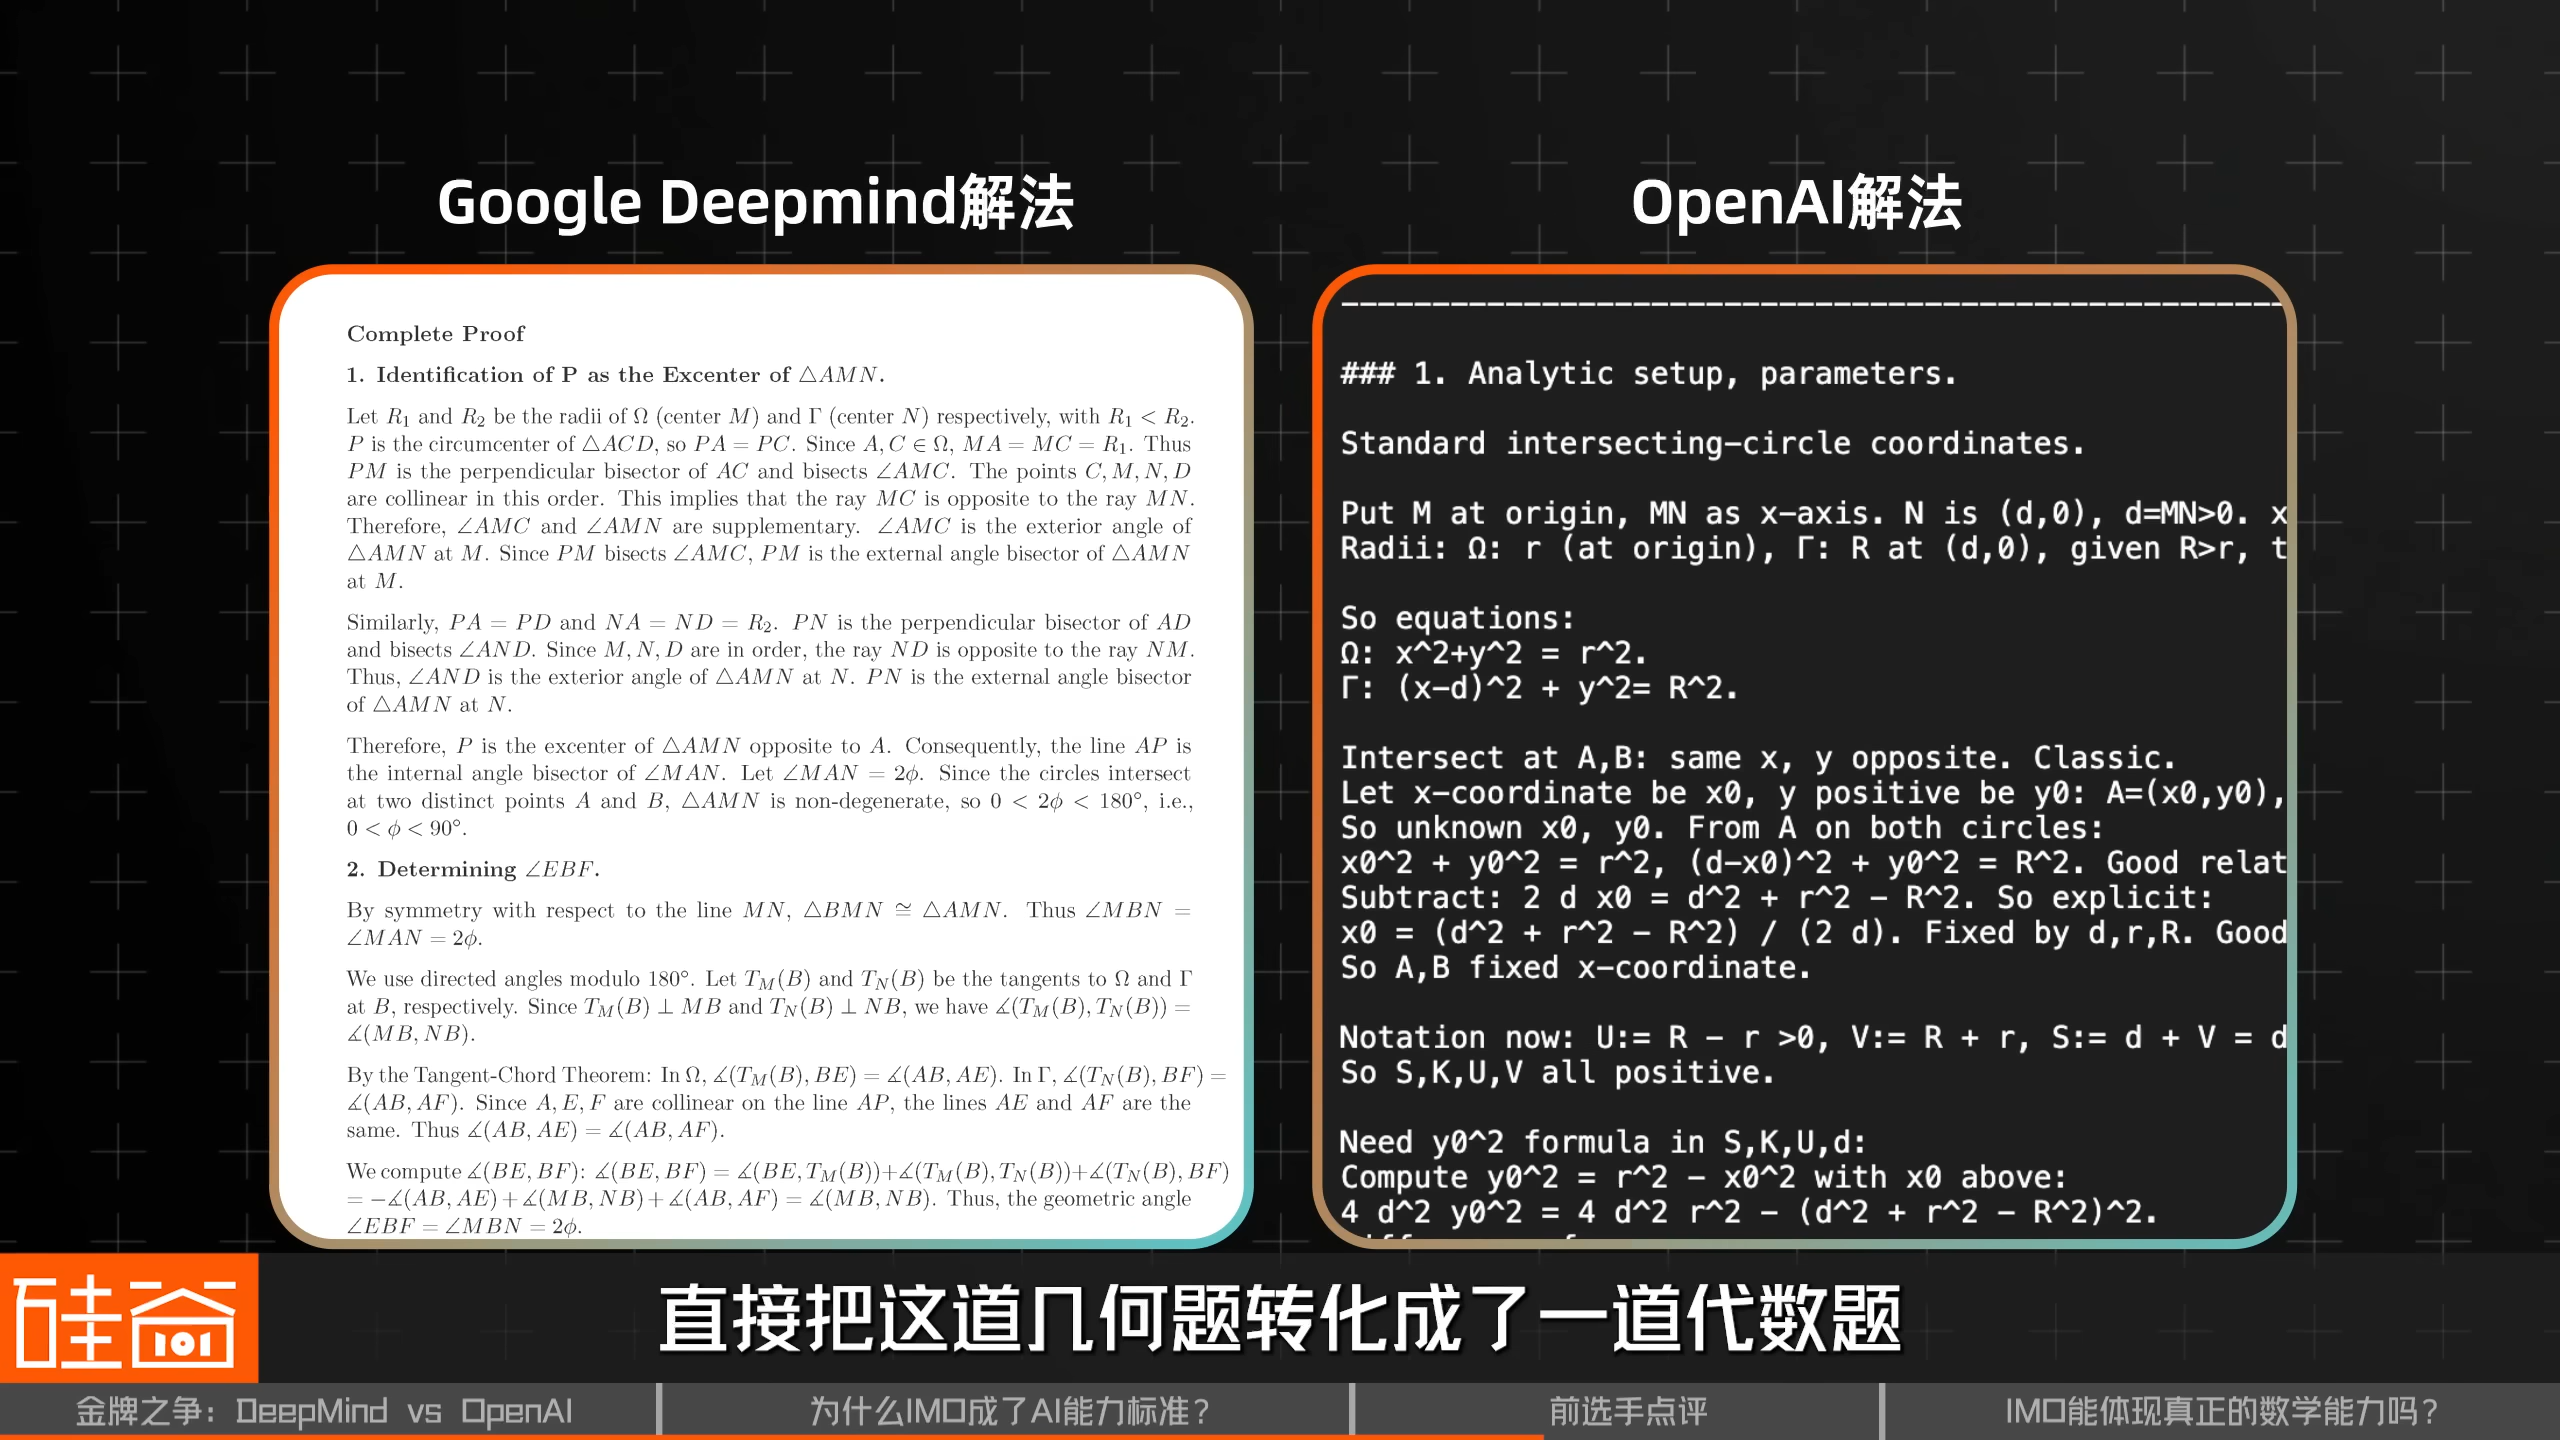 Google Deepmind解法
OpenAI解法
Complete Proof
1. Identification of P as the Excenter of △AMN.
Let R₁ and R₂ be the radii of Ω (center M) and Γ (center N) respectively, with R₁ < R₂.
P is the circumcenter of △ACD, so PA = PC. Since A, C ∈ Ω, MA = MC = R₁. Thus
PM is the perpendicular bisector of AC and bisects ∠AMC. The points C, M, N, D
are collinear in this order. This implies that the ray MC is opposite to the ray MN.
Therefore, ∠AMC and ∠AMN are supplementary. ∠AMC is the exterior angle of
△AMN at M. Since PM bisects ∠AMC, PM is the external angle bisector of △AMN
at M.
Similarly, PA = PD and NA = ND = R₂. PN is the perpendicular bisector of AD
and bisects ∠AND. Since M, N, D are in order, the ray ND is opposite to the ray NM.
Thus, ∠AND is the exterior angle of △AMN at N. PN is the external angle bisector
of △AMN at N.
Therefore, P is the excenter of △AMN opposite to A. Consequently, the line AP is
the internal angle bisector of ∠MAN. Let ∠MAN = 2ϕ. Since the circles intersect
at two distinct points A and B, △AMN is non-degenerate, so 0 < 2ϕ < 180°, i.e.,
0 < ϕ < 90°.
2. Determining ∠EBF.
By symmetry with respect to the line MN, △BMN ≅ △AMN. Thus ∠MBN =
∠MAN = 2ϕ.
We use directed angles modulo 180°. Let T_M(B) and T_N(B) be the tangents to Ω and Γ
at B, respectively. Since T_M(B) ⊥ MB and T_N(B) ⊥ NB, we have ∡(T_M(B), T_N(B)) =
∡(MB, NB).
By the Tangent-Chord Theorem: In Ω, ∡(T_M(B), BE) = ∡(AB, AE). In Γ, ∡(T_N(B), BF) =
∡(AB, AF). Since A, E, F are collinear on the line AP, the lines AE and AF are the
same. Thus ∡(AB, AE) = ∡(AB, AF).
We compute ∡(BE, BF): ∡(BE, BF) = ∡(BE, T_M(B))+∡(T_M(B), T_N(B))+∡(T_N(B), BF)
= −∡(AB, AE)+∡(MB, NB)+∡(AB, AF) = ∡(MB, NB). Thus, the geometric angle
∠EBF = ∠MBN = 2ϕ.
### 1. Analytic setup, parameters.
Standard intersecting-circle coordinates.
Put M at origin, MN as x-axis. N is (d,0), d=MN>0. x
Radii: Ω: r (at origin), Γ: R at (d,0), given R>r, t
So equations:
Ω: x^2+y^2 = r^2.
Γ: (x-d)^2 + y^2= R^2.
Intersect at A,B: same x, y opposite. Classic.
Let x-coordinate be x0, y positive be y0: A=(x0,y0),
So unknown x0, y0. From A on both circles:
x0^2 + y0^2 = r^2, (d-x0)^2 + y0^2 = R^2. Good relat
Subtract: 2 d x0 = d^2 + r^2 - R^2. So explicit:
x0 = (d^2 + r^2 - R^2) / (2 d). Fixed by d,r,R. Good
So A,B fixed x-coordinate.
Notation now: U:= R - r >0, V:= R + r, S:= d + V = d
So S,K,U,V all positive.
Need y0^2 formula in S,K,U,d:
Compute y0^2 = r^2 - x0^2 with x0 above:
4 d^2 y0^2 = 4 d^2 r^2 - (d^2 + r^2 - R^2)^2.
硅谷
101
直接把这道几何题转化成了一道代数题
金牌之争：DeepMind vs OpenAI
为什么IMO成了AI能力标准？
前选手点评
IMO能体现真正的数学能力吗？